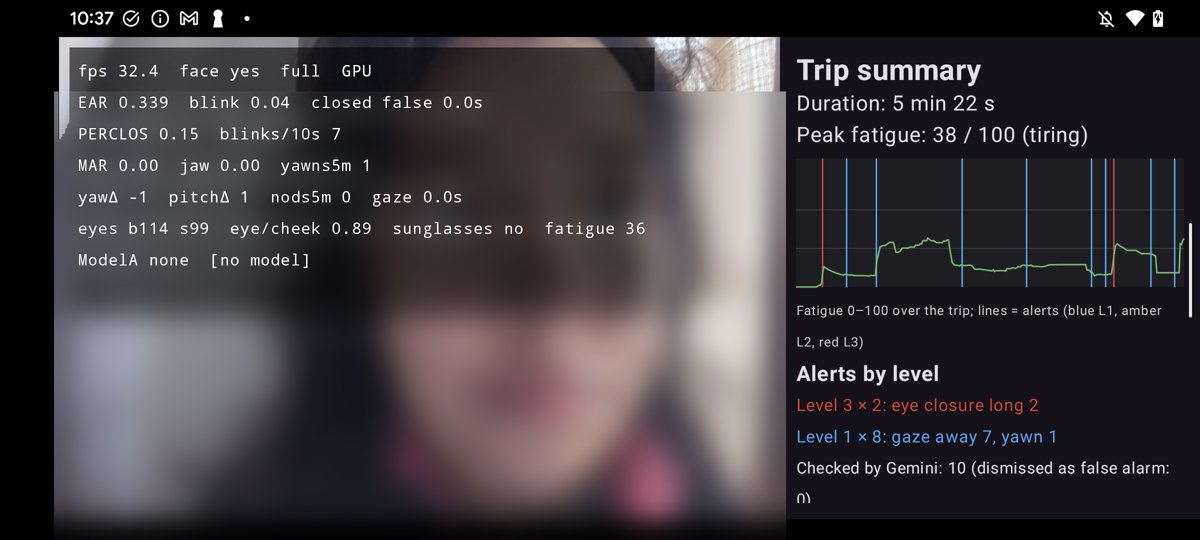 10:37
fps 32.4 face yes full GPU
EAR 0.339 blink 0.04 closed false 0.0s
PERCLOS 0.15 blinks/10s 7
MAR 0.00 jaw 0.00 yawns5m 1
yawΔ -1 pitchΔ 1 nods5m 0 gaze 0.0s
eyes b114 s99 eye/cheek 0.89 sunglasses no fatigue 36
ModelA none [no model]
Trip summary
Duration: 5 min 22 s
Peak fatigue: 38 / 100 (tiring)
Fatigue 0–100 over the trip; lines = alerts (blue L1, amber
L2, red L3)
Alerts by level
Level 3 × 2: eye closure long 2
Level 1 × 8: gaze away 7, yawn 1
Checked by Gemini: 10 (dismissed as false alarm:
0)